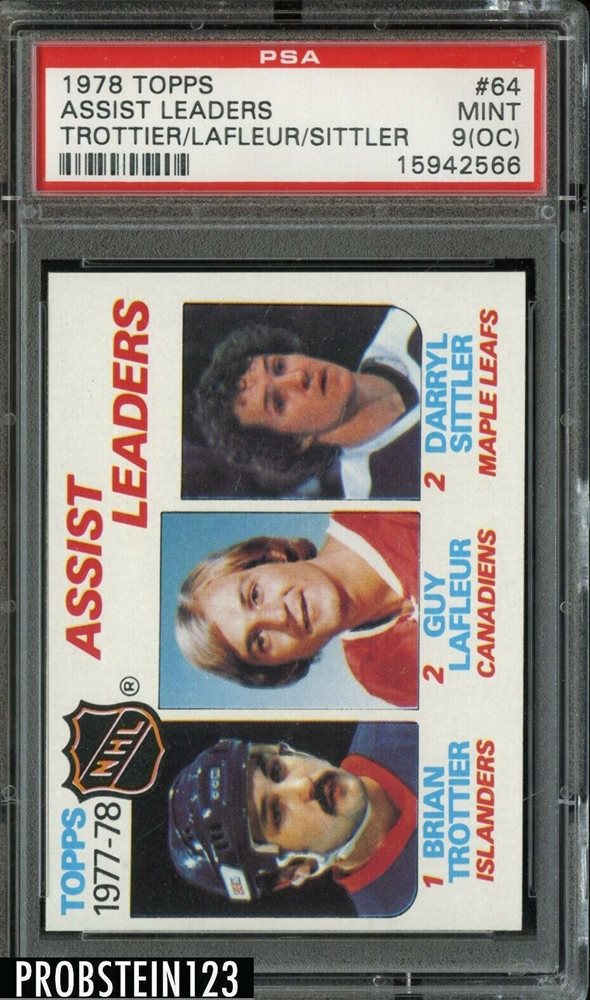 PSA
1978 TOPPS #64
ASSIST LEADERS MINT
TROTTIER/LAFLEUR/SITTLER 9(OC)
15942566
TOPPS
1977-78
NHL ®
ASSIST
LEADERS
1 BRIAN
TROTTIER
ISLANDERS
2 GUY
LAFLEUR
CANADIENS
2 DARRYL
SITTLER
MAPLE LEAFS
PROBSTEIN123